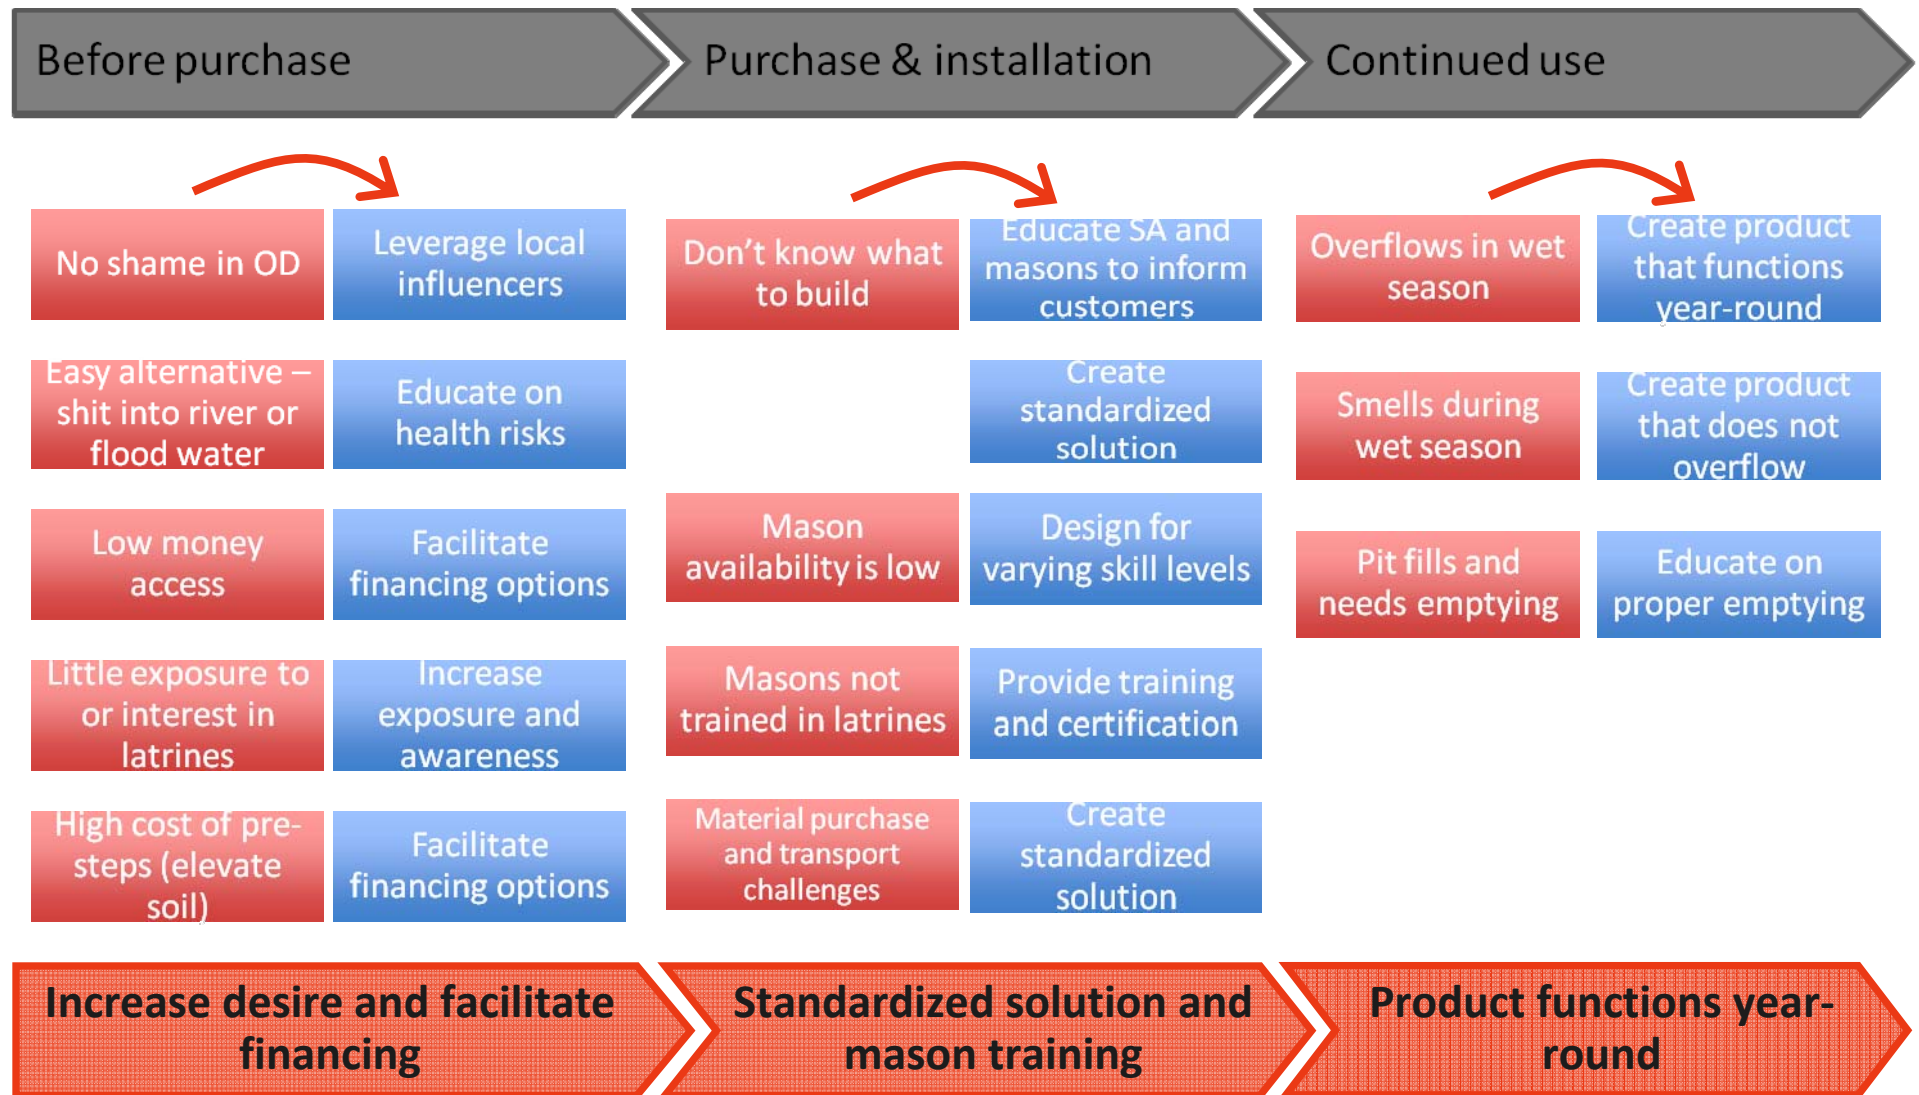 Before purchase
Purchase & installation
Continued use
No shame in OD
Leverage local
influencers
Easy alternative –
shit into river or
flood water
Educate on
health risks
Low money
access
Facilitate
financing options
Little exposure to
or interest in
latrines
Increase
exposure and
awareness
High cost of pre-
steps (elevate
soil)
Facilitate
financing options
Don't know what
to build
Educate SA and
masons to inform
customers
Create
standardized
solution
Mason
availability is low
Design for
varying skill levels
Masons not
trained in latrines
Provide training
and certification
Material purchase
and transport
challenges
Create
standardized
solution
Overflows in wet
season
Create product
that functions
year-round
Smells during
wet season
Create product
that does not
overflow
Pit fills and
needs emptying
Educate on
proper emptying
Increase desire and facilitate
financing
Standardized solution and
mason training
Product functions year-
round